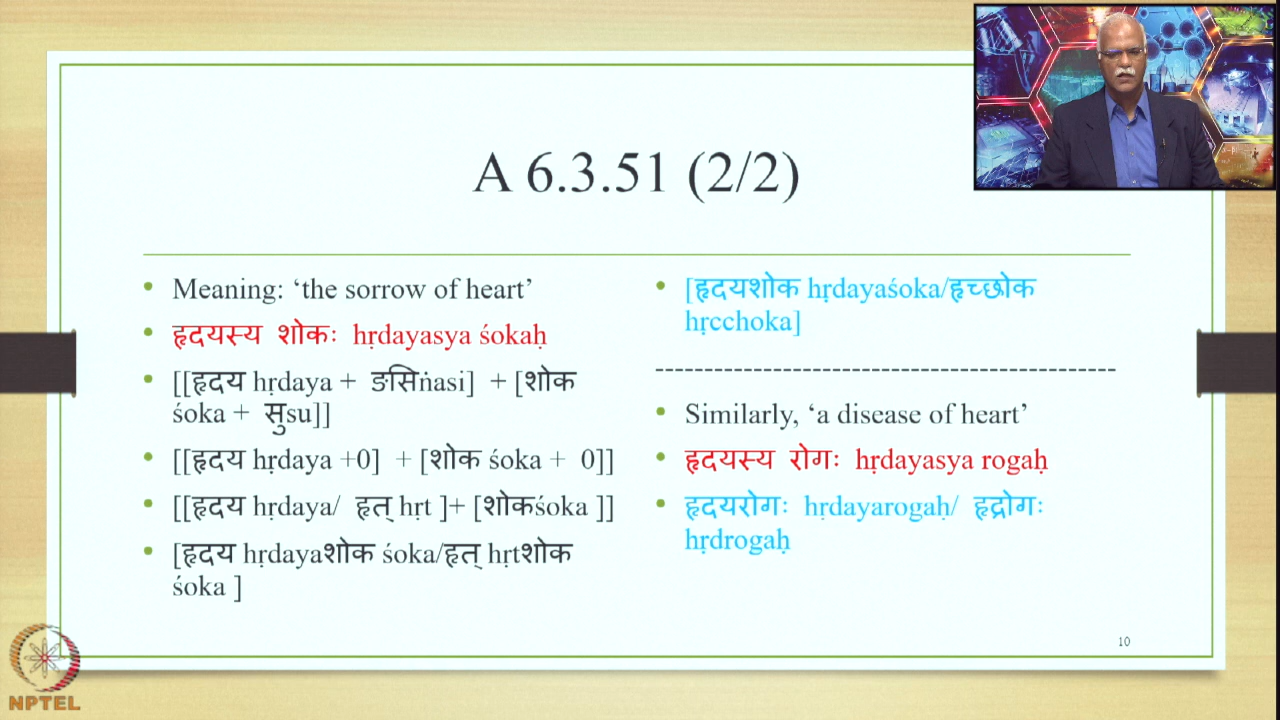 A 6.3.51 (2/2)
• Meaning: ‘the sorrow of heart’
• हृदयस्य शोकः hṛdayasya śokaḥ
• [[हृदय hṛdaya + ङसिṅasi] + [शोक
śoka + सुsu]]
• [[हृदय hṛdaya +0] + [शोक śoka + 0]]
• [[हृदय hṛdaya/ हृत् hṛt ]+ [शोकśoka ]]
• [हृदय hṛdayaशोक śoka/हृत् hṛtशोक
śoka ]
• [हृदयशोक hṛdayaśoka/हृच्छोक
hṛcchoka]
----------------------------------------------
• Similarly, ‘a disease of heart’
• हृदयस्य रोगः hṛdayasya rogaḥ
• हृदयरोगः hṛdayarogaḥ/ हृद्रोगः
hṛdrogaḥ
10
NPTEL